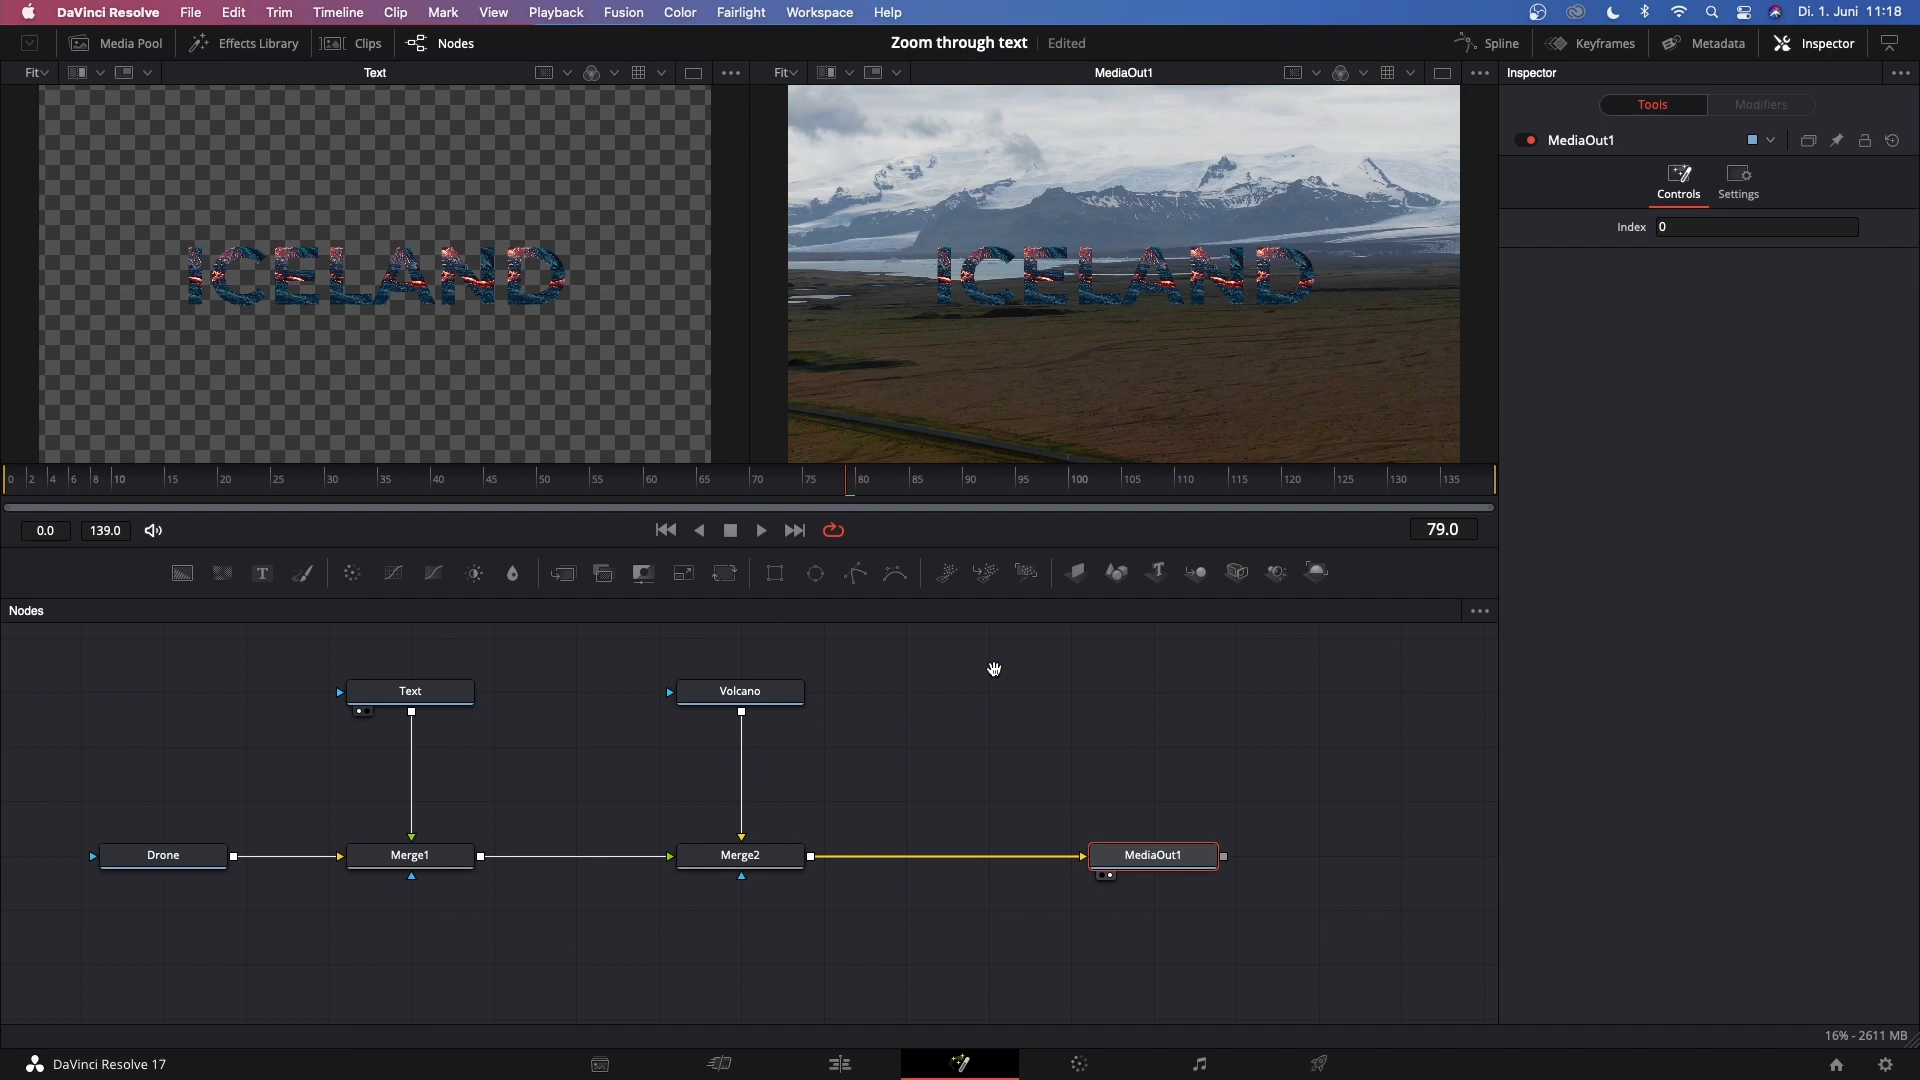 DaVinci Resolve File Edit Trim Timeline Clip Mark View Playback Fusion Color Fairlight Workspace Help Di. 1. Juni 11:18
Media Pool Effects Library Clips Nodes Zoom through text Edited Spline Keyframes Metadata Inspector
Fit Text Fit MediaOut1 Inspector
Tools Modifiers
MediaOut1
Controls Settings
Index 0
ICELAND ICELAND
0 2 4 6 8 10 15 20 25 30 35 40 45 50 55 60 65 70 75 80 85 90 95 100 105 110 115 120 125 130 135
0.0 139.0 79.0
T T
Nodes
Text Volcano
Drone Merge1 Merge2 MediaOut1
16% - 2611 MB
DaVinci Resolve 17